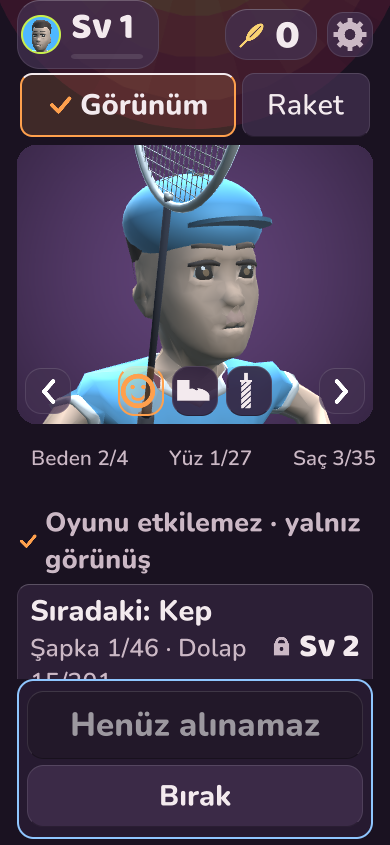 Sv 1
0
Görünüm
Raket
Beden 2/4
Yüz 1/27
Saç 3/35
Oyunu etkilemez · yalnız
görünüş
Sıradaki: Kep
Şapka 1/46 · Dolap
Sv 2
Henüz alınamaz
Bırak